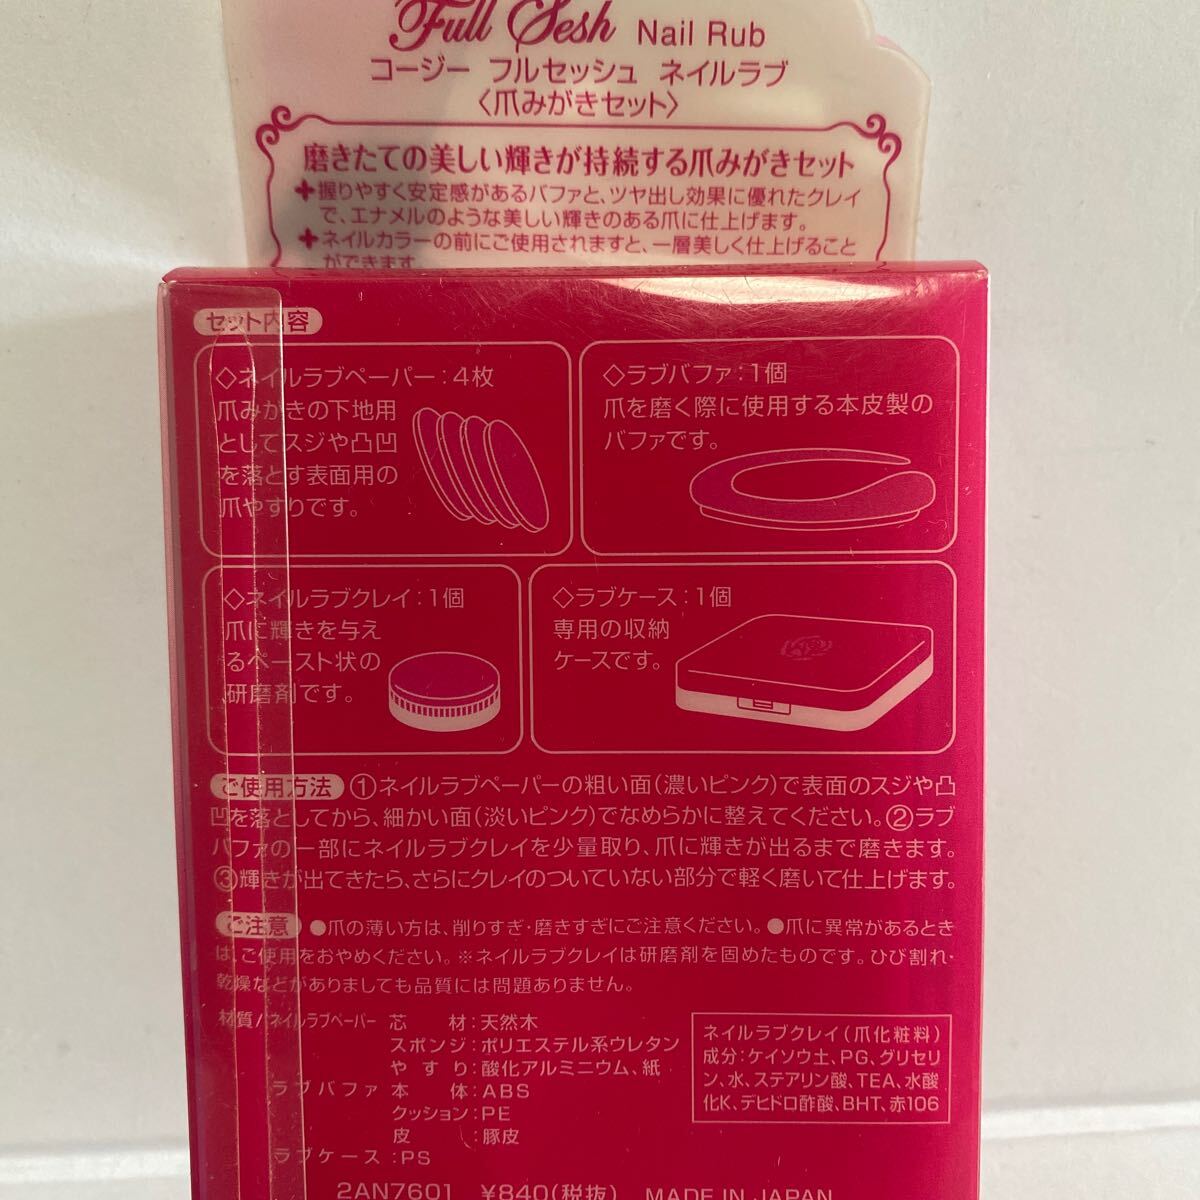 Full Sesh Nail Rub
コージー フルセッシュ ネイルラブ
〈爪みがきセット〉
磨きたての美しい輝きが持続する爪みがきセット
✚握りやすく安定感があるバファと、ツヤ出し効果に優れたクレイ
で、エナメルのような美しい輝きのある爪に仕上げます。
✚ネイルカラーの前にご使用されますと、一層美しく仕上げること
ができます
セット内容
◇ネイルラブペーパー:4枚
爪みがきの下地用
としてスジや凸凹
を落とす表面用の
爪やすりです。
◇ラブバファ:1個
爪を磨く際に使用する本皮製の
バファです。
◇ネイルラブクレイ:1個
爪に輝きを与え
るペースト状の
研磨剤です。
◇ラブケース:1個
専用の収納
ケースです。
ご使用方法 ①ネイルラブペーパーの粗い面(濃いピンク)で表面のスジや凸
凹を落としてから、細かい面(淡いピンク)でなめらかに整えてください。②ラブ
バファの一部にネイルラブクレイを少量取り、爪に輝きが出るまで磨きます。
③輝きが出てきたら、さらにクレイのついていない部分で軽く磨いて仕上げます。
ご注意 ●爪の薄い方は、削りすぎ・磨きすぎにご注意ください。●爪に異常があるとき
は、ご使用をおやめください。※ネイルラブクレイは研磨剤を固めたものです。ひび割れ・
乾燥などがありましても品質には問題ありません。
材質/ネイルラブペーパー 芯 材:天然木
スポンジ:ポリエステル系ウレタン
やすり:酸化アルミニウム、紙
ラブバファ 本 体:ABS
クッション:PE
皮 :豚皮
ラブケース:PS
ネイルラブクレイ(爪化粧料)
成分:ケイソウ土、PG、グリセリ
ン、水、ステアリン酸、TEA、水酸
化K、デヒドロ酢酸、BHT、赤106
2AN7601 ¥840(税抜) MADE IN JAPAN